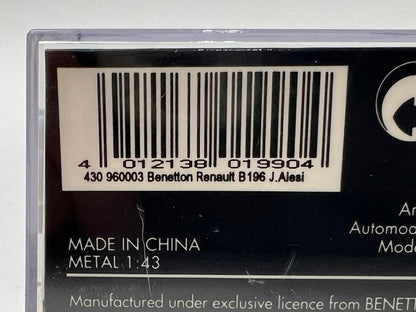 4 012138 019904
430 960003 Benetton Renault B196 J.Alesi
MADE IN CHINA
METAL 1:43
Manufactured under exclusive licence from BENETT